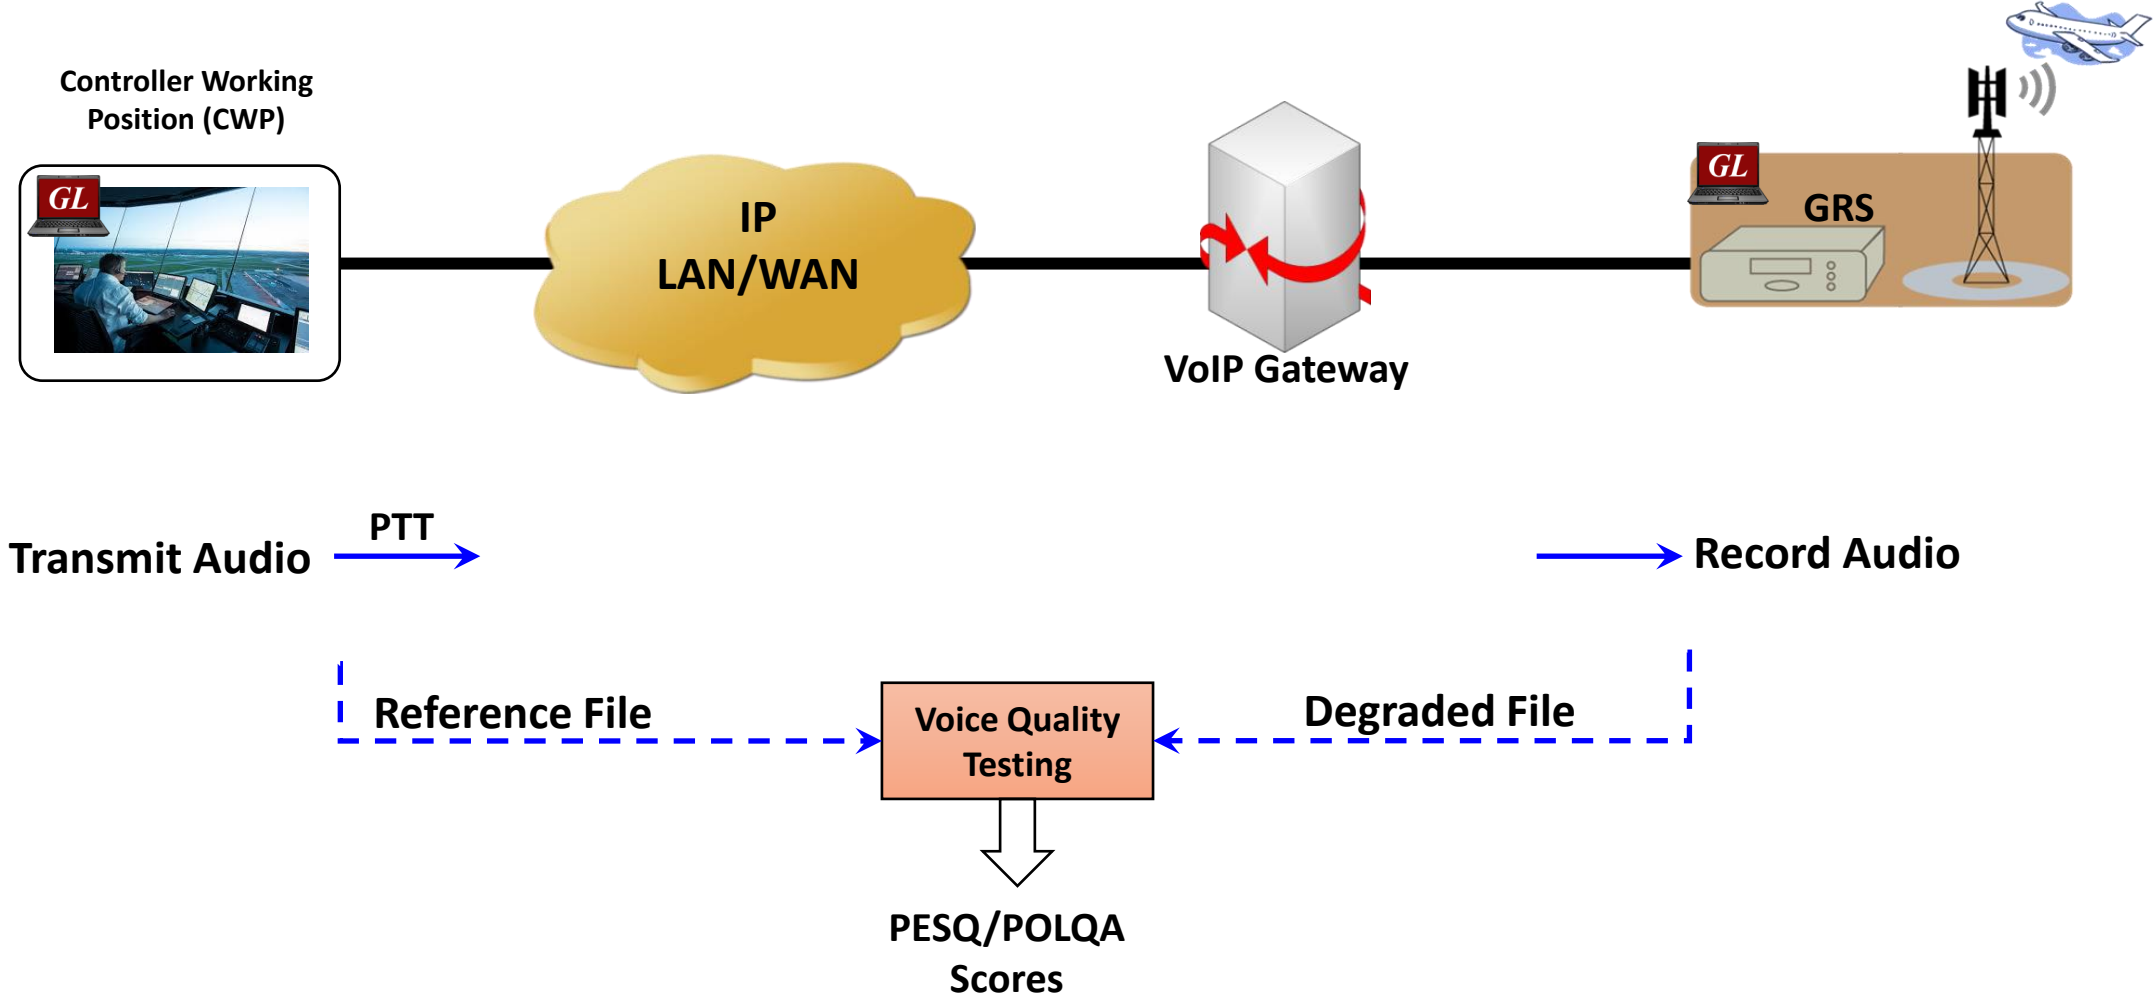 Controller Working
Position (CWP)
GL
IP
LAN/WAN
VoIP Gateway
GL
GRS
PTT
Transmit Audio
Record Audio
Reference File
Voice Quality
Testing
Degraded File
PESQ/POLQA
Scores